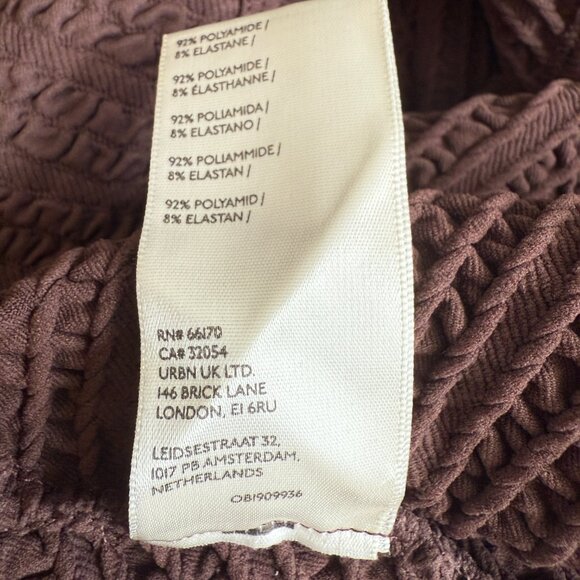 92% POLYAMIDE /
8% ELASTANE /
92% POLYAMIDE /
8% ÉLASTHANNE /
92% POLIAMIDA /
8% ELASTANO /
92% POLIAMMIDE /
8% ELASTAN /
92% POLYAMID /
8% ELASTAN /
RN# 66170
CA# 32054
URBN UK LTD.
146 BRICK LANE
LONDON, E1 6RU
LEIDSESTRAAT 32,
1017 PB AMSTERDAM,
NETHERLANDS
OB1909936